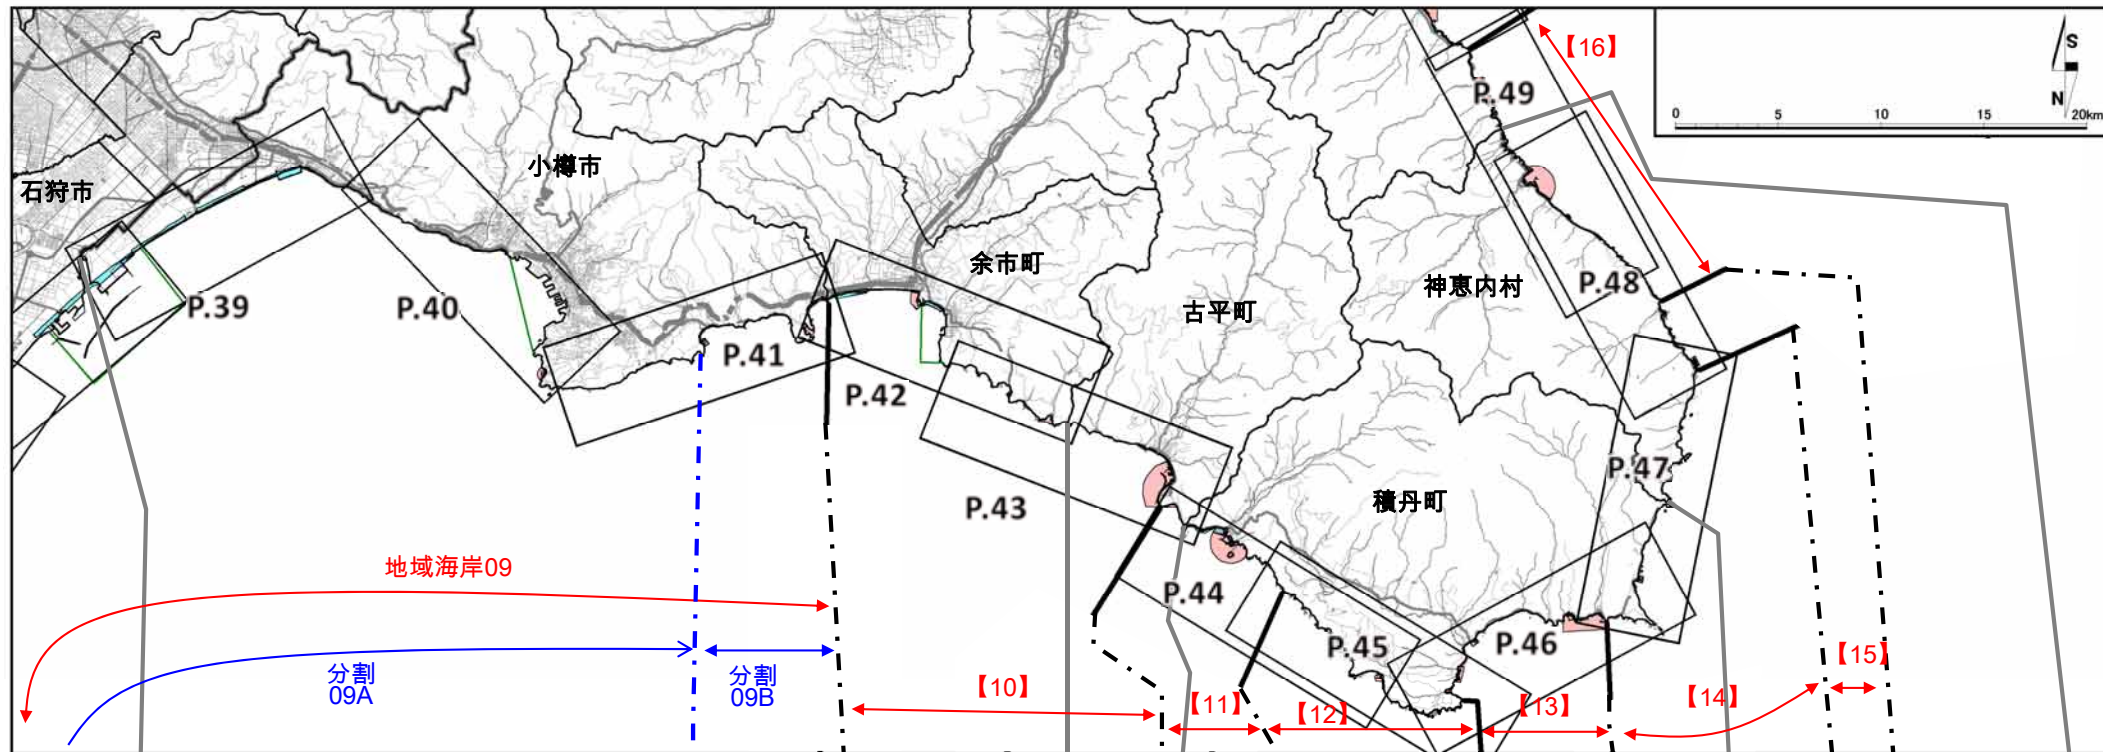 【16】
S
N
0 5 10 15 20km
P.49
小樽市
石狩市
余市町
神恵内村
P.48
古平町
P.39
P.40
P.41
P.42
P.47
積丹町
P.43
地域海岸09
P.44
P.45
P.46
【15】
分割
09A
分割
09B
【10】
【11】
【12】
【13】
【14】